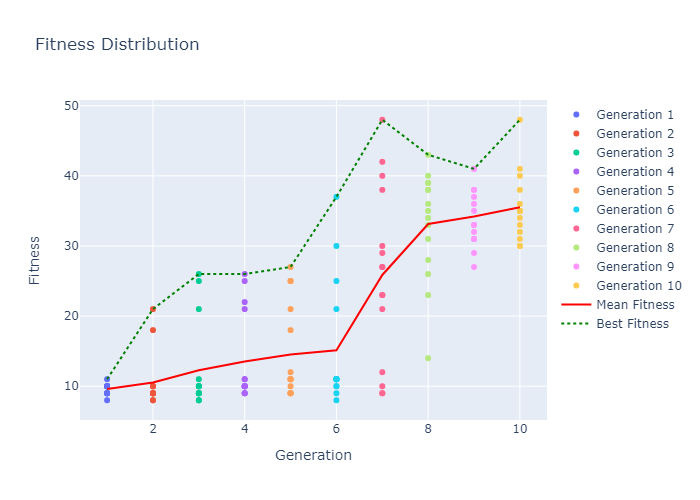 Fitness Distribution
Fitness
50
40
30
20
10
2
4
6
8
10
Generation
Generation 1
Generation 2
Generation 3
Generation 4
Generation 5
Generation 6
Generation 7
Generation 8
Generation 9
Generation 10
Mean Fitness
Best Fitness